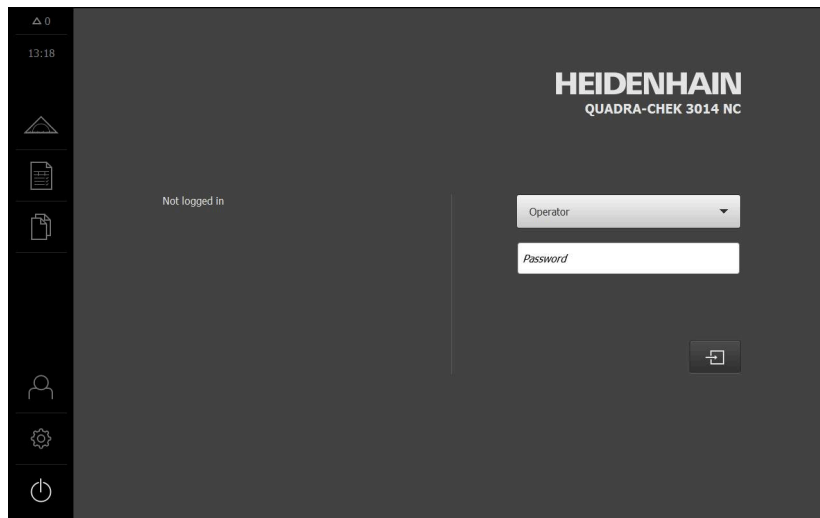 0
13:18
HEIDENHAIN
QUADRA-CHEK 3014 NC
Not logged in
Operator
Password